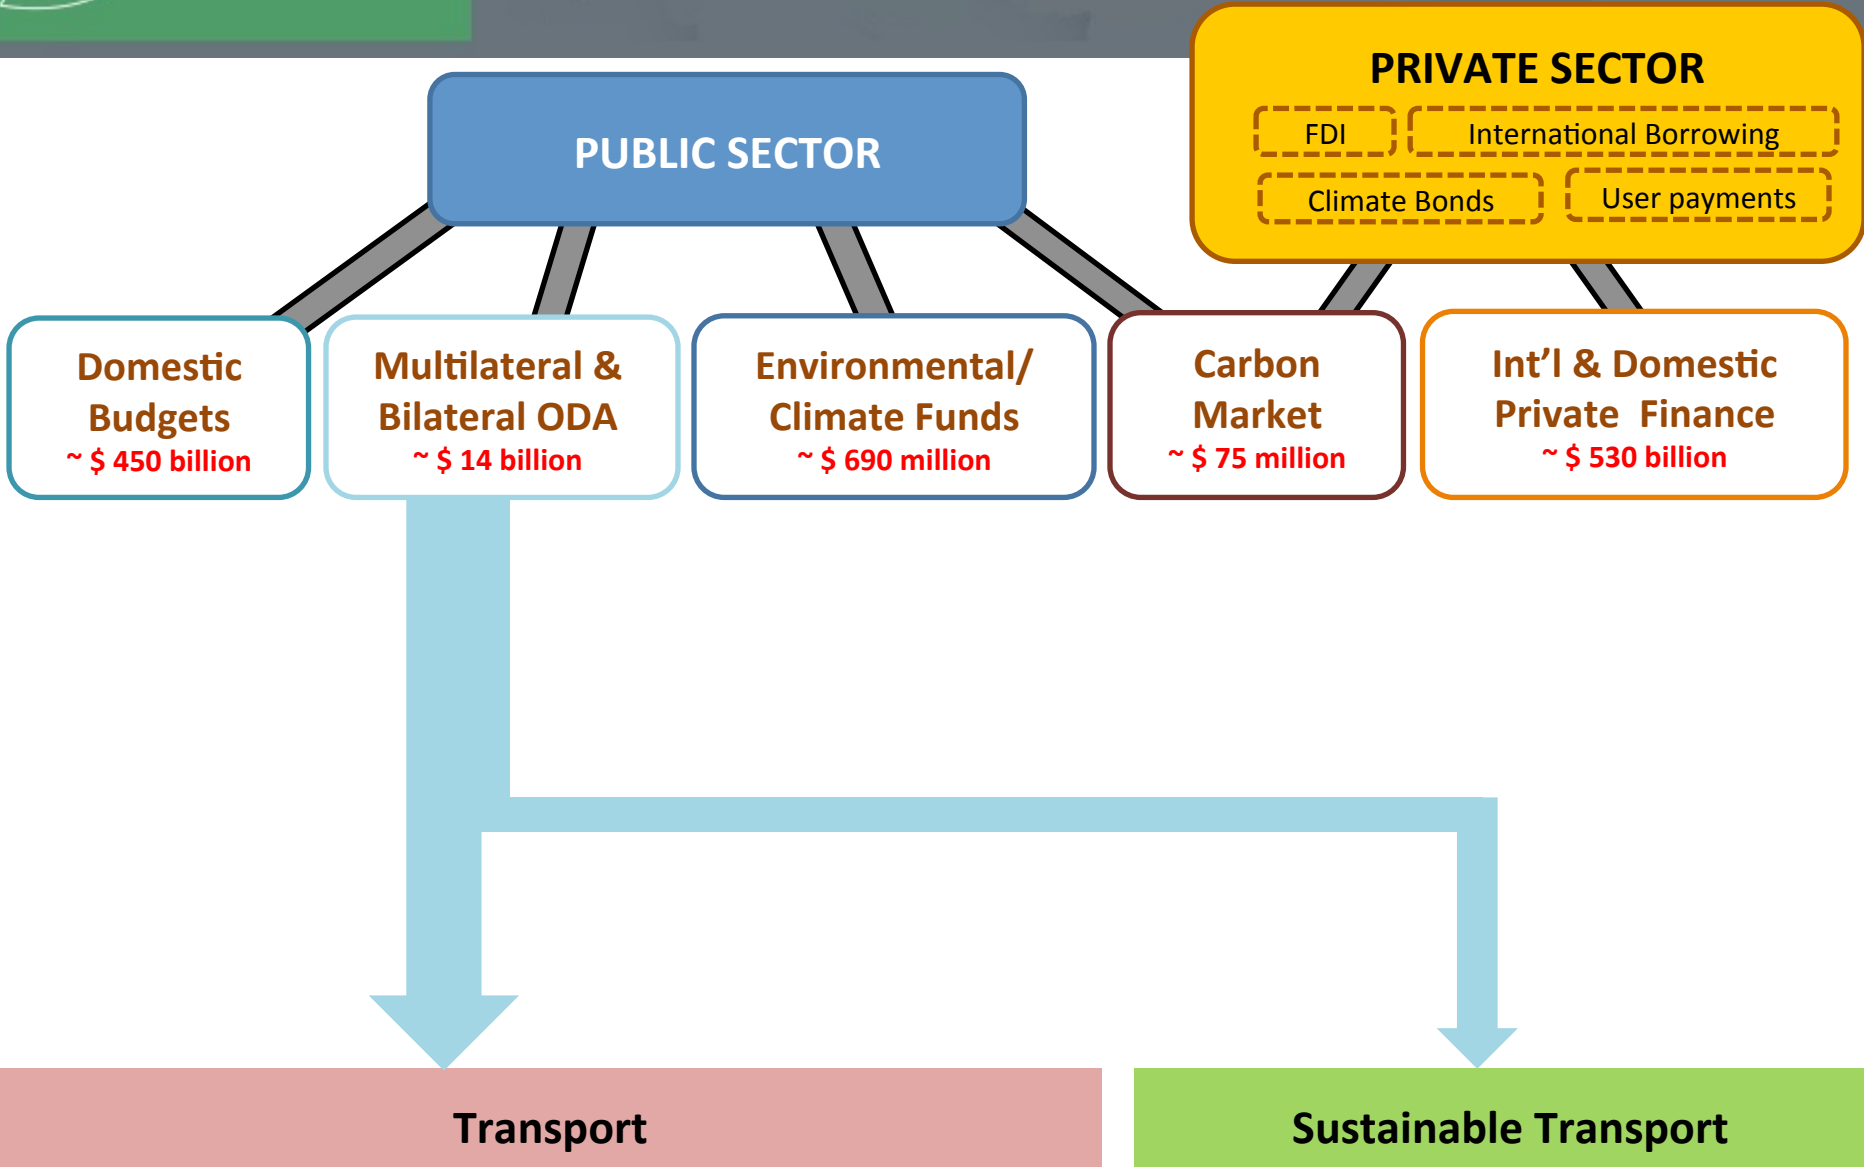 PUBLIC SECTOR
PRIVATE SECTOR
FDI
International Borrowing
Climate Bonds
User payments
Domestic
Budgets
~ $ 450 billion
Multilateral &
Bilateral ODA
~ $ 14 billion
Environmental/
Climate Funds
~ $ 690 million
Carbon
Market
~ $ 75 million
Int'l & Domestic
Private Finance
~ $ 530 billion
Transport
Sustainable Transport